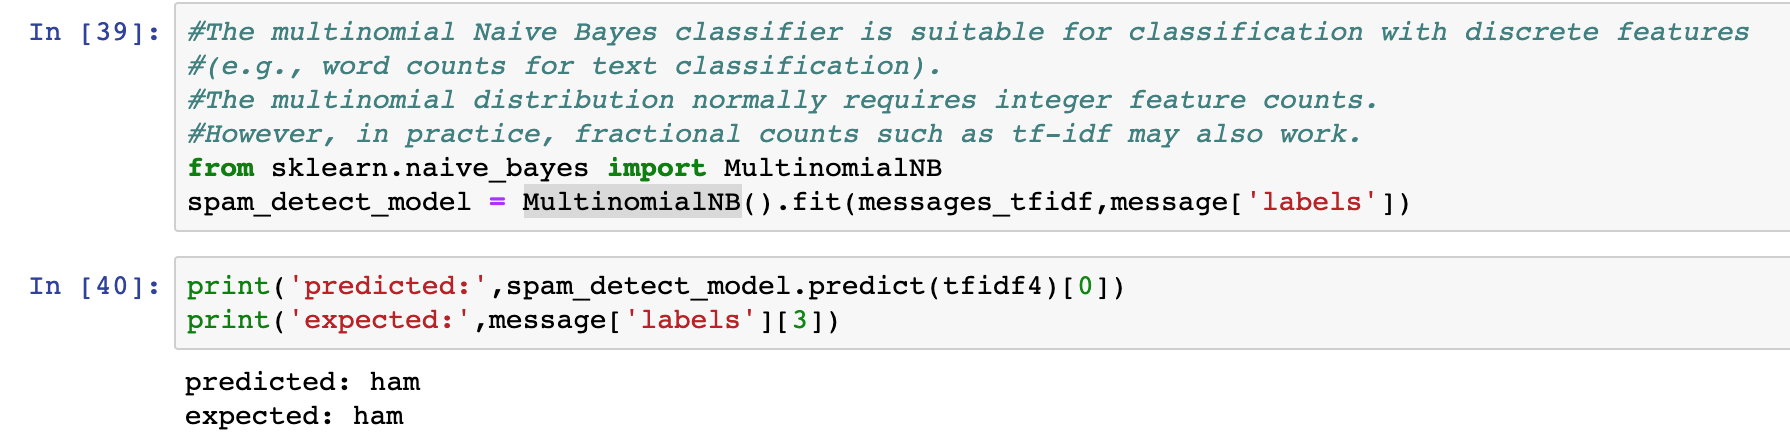 In [39]: #The multinomial Naive Bayes classifier is suitable for classification with discrete features
#(e.g., word counts for text classification).
#The multinomial distribution normally requires integer feature counts.
#However, in practice, fractional counts such as tf-idf may also work.
from sklearn.naive_bayes import MultinomialNB
spam_detect_model = MultinomialNB().fit(messages_tfidf,message['labels'])
In [40]: print('predicted:',spam_detect_model.predict(tfidf4)[0])
print('expected:',message['labels'][3])
predicted: ham
expected: ham